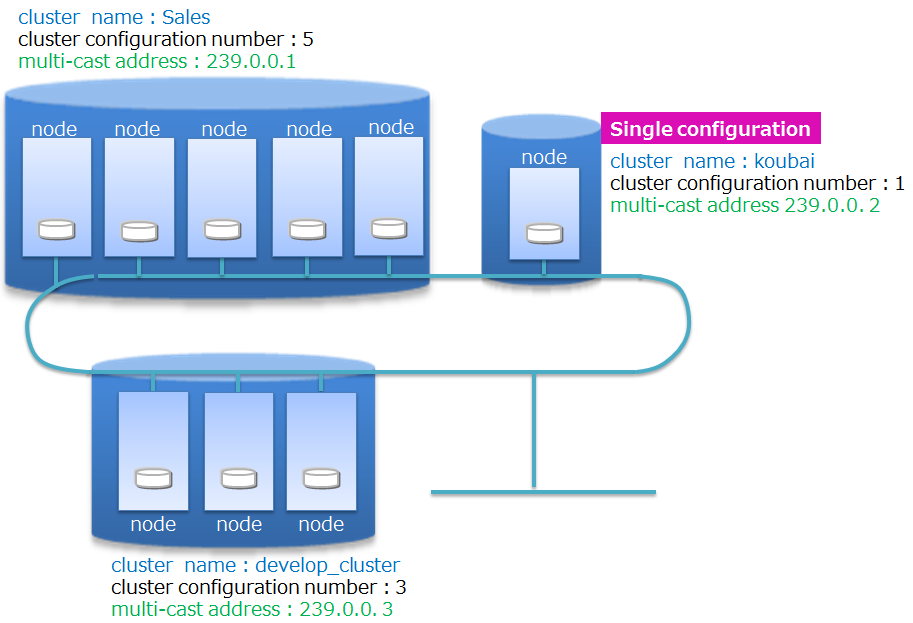 cluster name : Sales
cluster configuration number : 5
multi-cast address : 239.0.0.1
node node node node node
Single configuration
node
cluster name : koubai
cluster configuration number : 1
multi-cast address 239.0.0. 2
node node node
cluster name : develop_cluster
cluster configuration number : 3
multi-cast address : 239.0.0. 3